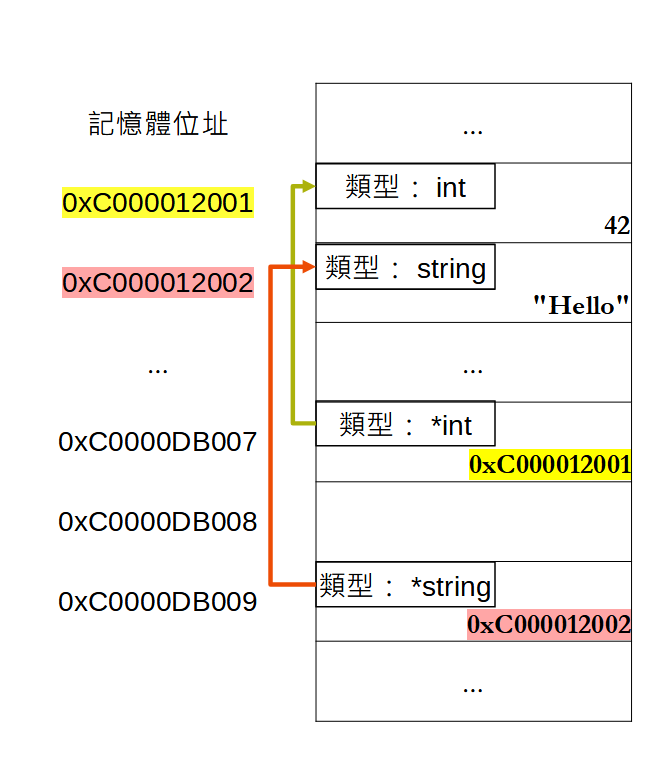 ...
記憶體位址
類型： int
0xC000012001
42
類型： string
0xC000012002
"Hello"
...
...
類型： *int
0xC0000DB007
0xC000012001
0xC0000DB008
類型： *string
0xC0000DB009
0xC000012002
...